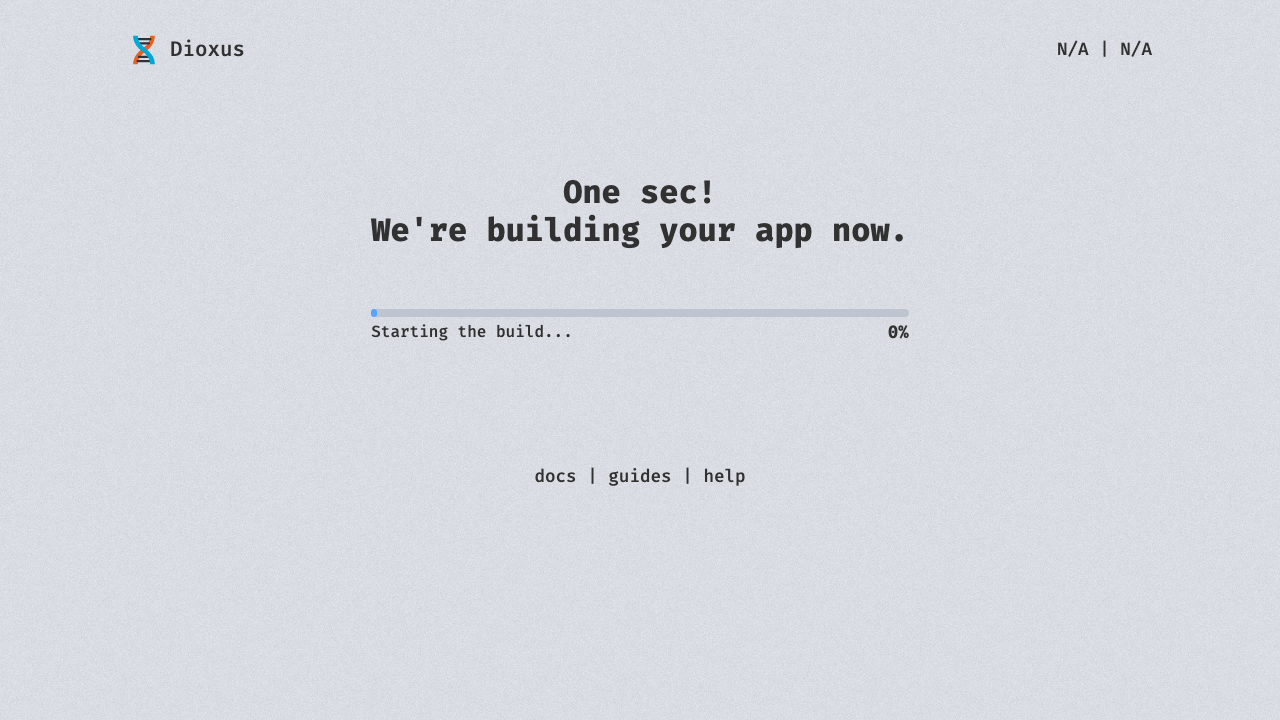 Dioxus
N/A | N/A
One sec!
We're building your app now.
Starting the build...
0%
docs | guides | help